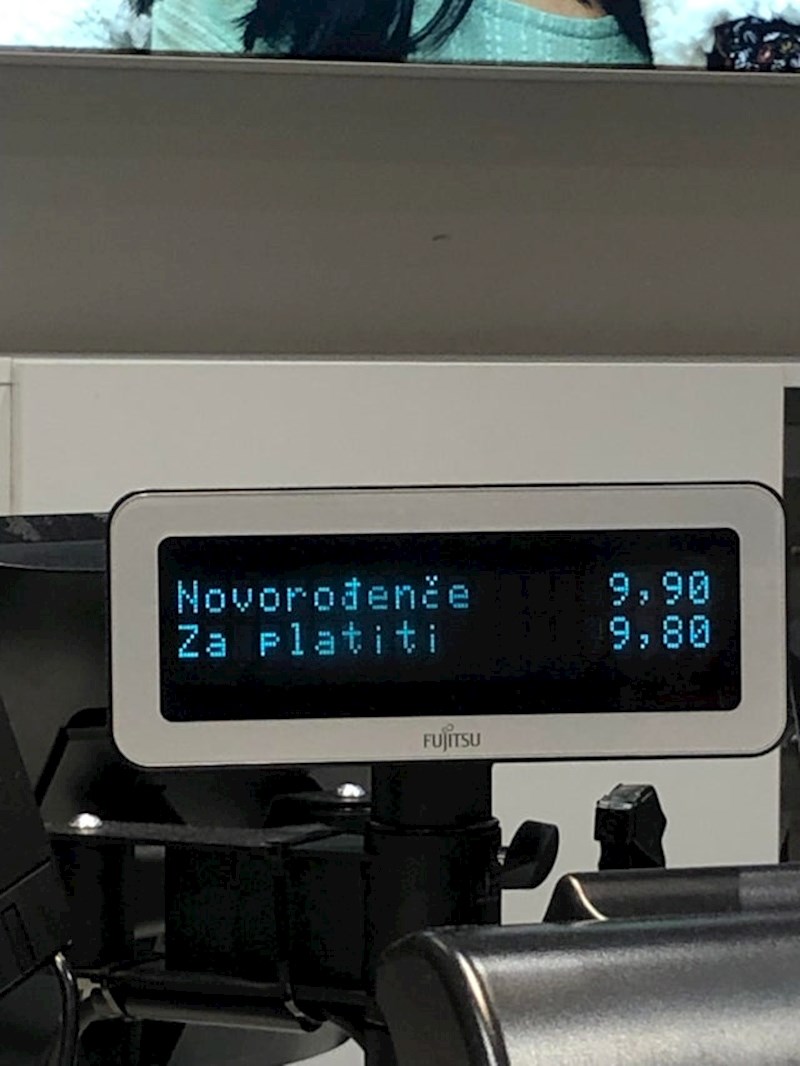 Novorođenče 9,90
Za platiti 9,80
FUJITSU